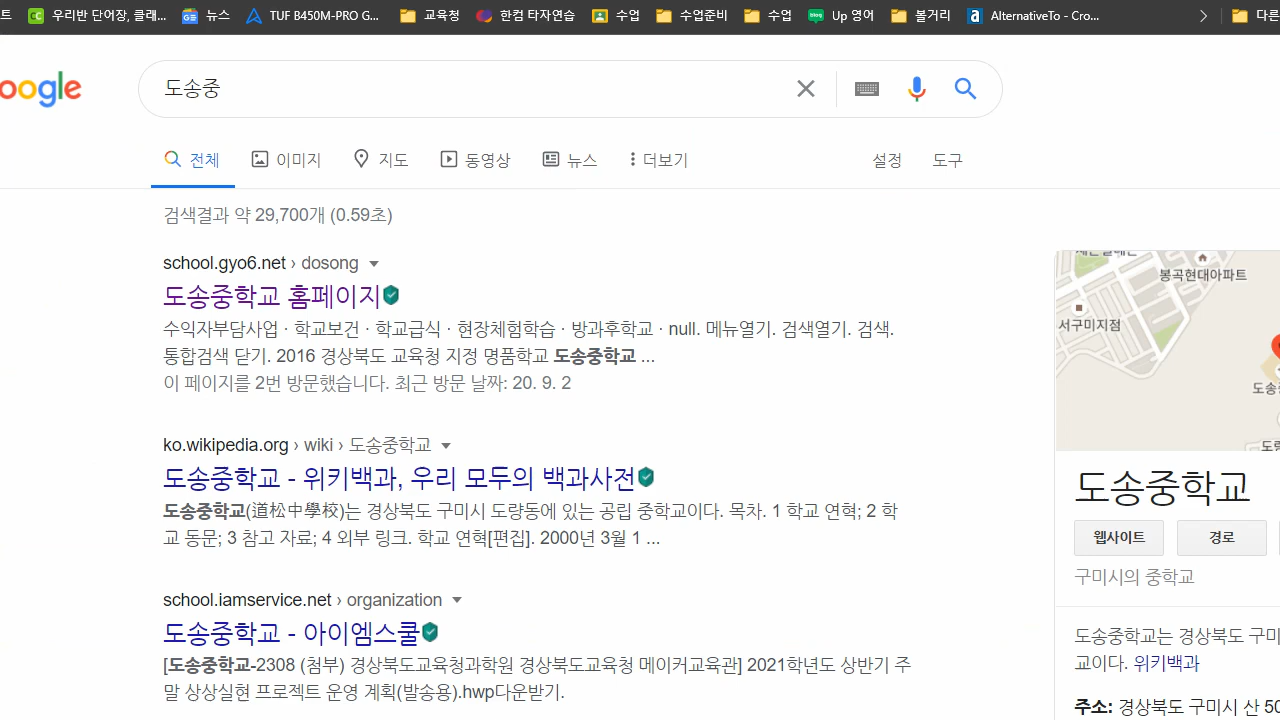 트 우리반 단어장, 클래... 뉴스 TUF B450M-PRO G... 교육청 한컴 타자연습 수업 수업준비 수업 Up 영어 볼거리 AlternativeTo - Cro... 다른
oogle
도송중
전체 이미지 지도 동영상 뉴스 더보기 설정 도구
검색결과 약 29,700개 (0.59초)
school.gyo6.net › dosong
도송중학교 홈페이지
수익자부담사업 · 학교보건 · 학교급식 · 현장체험학습 · 방과후학교 · null. 메뉴열기. 검색열기. 검색.
통합검색 닫기. 2016 경상북도 교육청 지정 명품학교 도송중학교 ...
이 페이지를 2번 방문했습니다. 최근 방문 날짜: 20. 9. 2
ko.wikipedia.org › wiki › 도송중학교
도송중학교 - 위키백과, 우리 모두의 백과사전
도송중학교(道松中學校)는 경상북도 구미시 도량동에 있는 공립 중학교이다. 목차. 1 학교 연혁; 2 학
교 동문; 3 참고 자료; 4 외부 링크. 학교 연혁[편집]. 2000년 3월 1 ...
school.iamservice.net › organization
도송중학교 - 아이엠스쿨
[도송중학교-2308 (첨부) 경상북도교육청과학원 경상북도교육청 메이커교육관] 2021학년도 상반기 주
말 상상실현 프로젝트 운영 계획(발송용).hwp다운받기.
봉곡현대아파트
서구미지점
도송
도송중학교
웹사이트 경로
구미시의 중학교
도송중학교는 경상북도 구미
교이다. 위키백과
주소: 경상북도 구미시 산 50